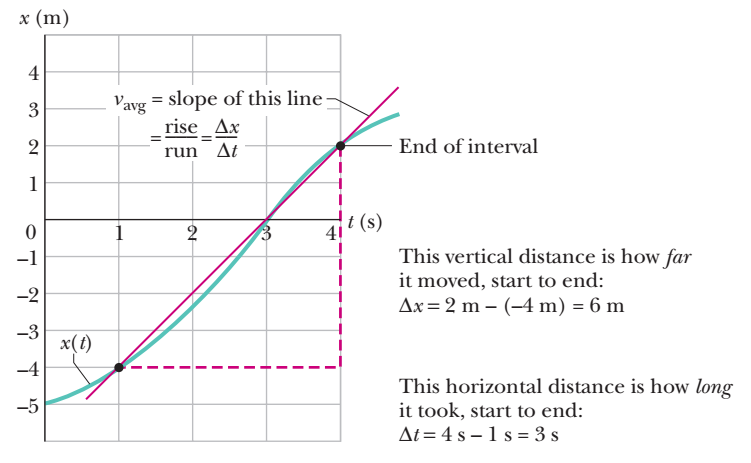 x (m)
4
3
2
1
0
–1
–2
–3
–4
–5
1
2
3
4
t (s)
v_avg = slope of this line
= rise/run = Δx/Δt
x(t)
End of interval
This vertical distance is how far
it moved, start to end:
Δx = 2 m – (–4 m) = 6 m
This horizontal distance is how long
it took, start to end:
Δt = 4 s – 1 s = 3 s